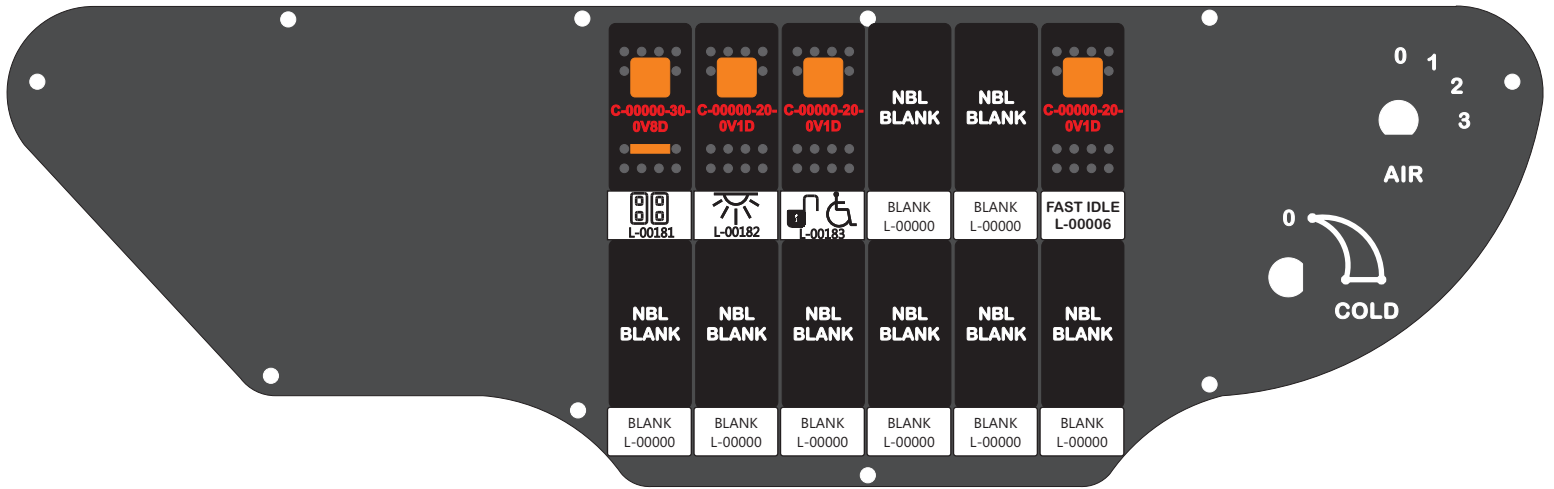 C-00000-30-
0V8D
C-00000-20-
0V1D
C-00000-20-
0V1D
NBL
BLANK
NBL
BLANK
C-00000-20-
0V1D
L-00181
L-00182
L-00183
BLANK
L-00000
BLANK
L-00000
FAST IDLE
L-00006
NBL
BLANK
NBL
BLANK
NBL
BLANK
NBL
BLANK
NBL
BLANK
NBL
BLANK
BLANK
L-00000
BLANK
L-00000
BLANK
L-00000
BLANK
L-00000
BLANK
L-00000
BLANK
L-00000
0
1
2
3
AIR
0
COLD